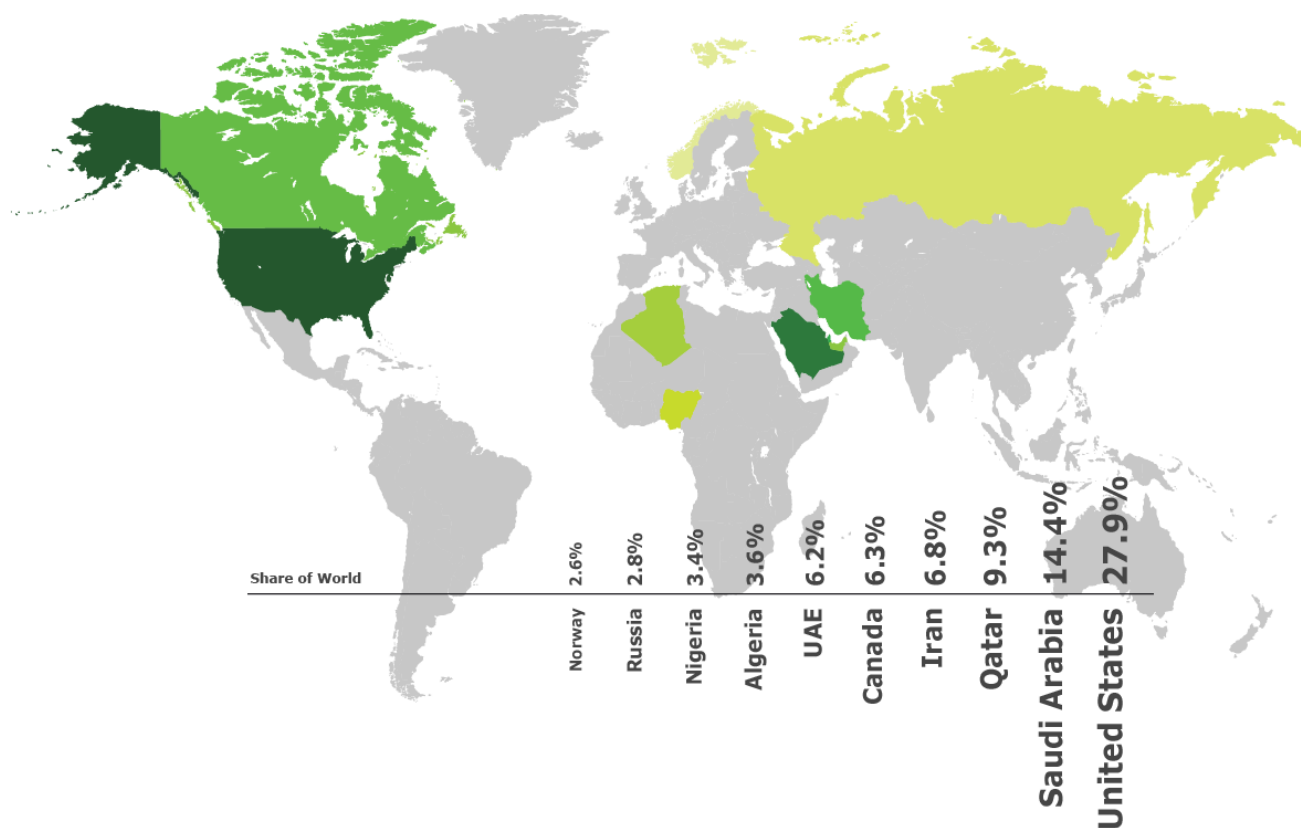 Share of World
2.6%
2.8%
3.4%
3.6%
6.2%
6.3%
6.8%
9.3%
14.4%
27.9%
Norway
Russia
Nigeria
Algeria
UAE
Canada
Iran
Qatar
Saudi Arabia
United States